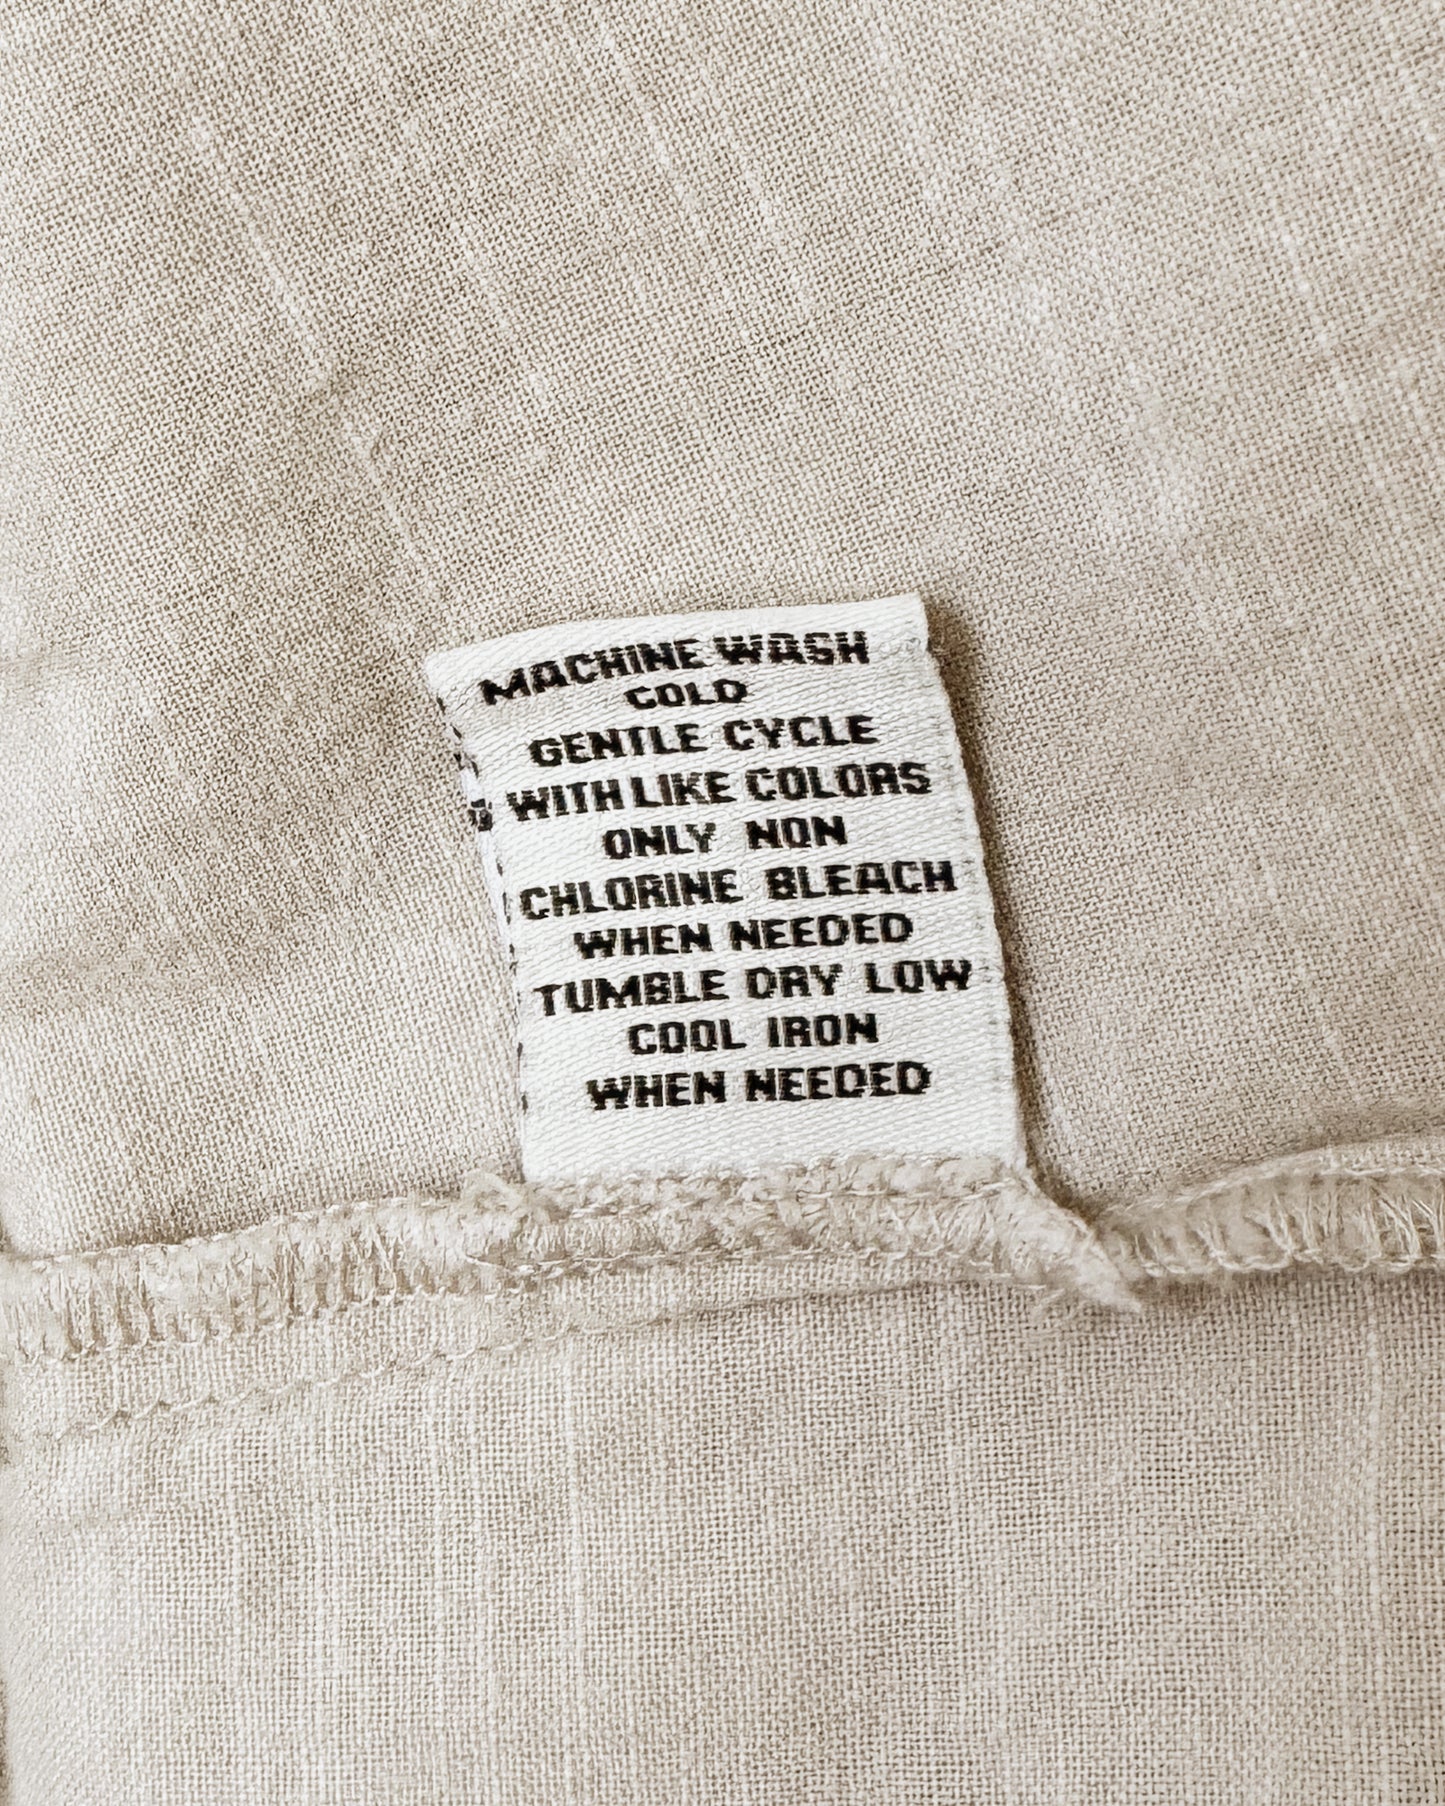 MACHINE WASH
COLD
GENTLE CYCLE
WITH LIKE COLORS
ONLY NON
CHLORINE BLEACH
WHEN NEEDED
TUMBLE DRY LOW
COOL IRON
WHEN NEEDED